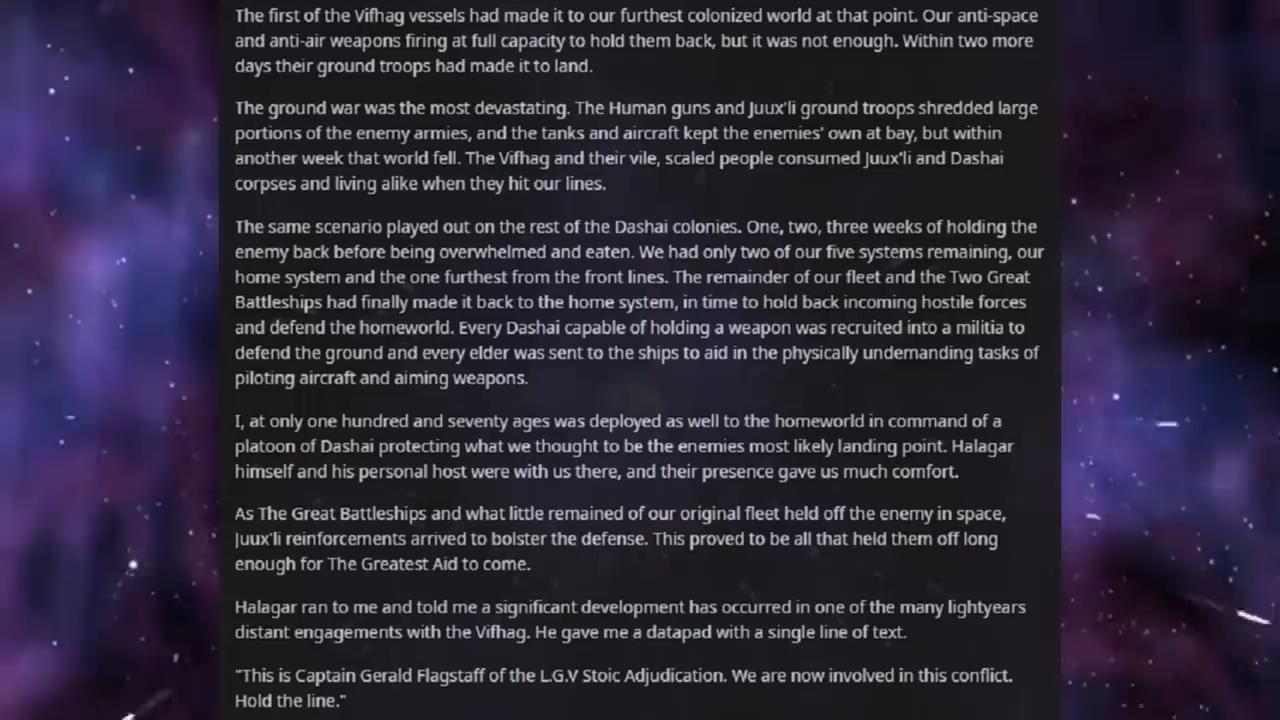 The first of the Vifhag vessels had made it to our furthest colonized world at that point. Our anti-space
and anti-air weapons firing at full capacity to hold them back, but it was not enough. Within two more
days their ground troops had made it to land.
The ground war was the most devastating. The Human guns and Juux'li ground troops shredded large
portions of the enemy armies, and the tanks and aircraft kept the enemies' own at bay, but within
another week that world fell. The Vifhag and their vile, scaled people consumed Juux'li and Dashai
corpses and living alike when they hit our lines.
The same scenario played out on the rest of the Dashai colonies. One, two, three weeks of holding the
enemy back before being overwhelmed and eaten. We had only two of our five systems remaining, our
home system and the one furthest from the front lines. The remainder of our fleet and the Two Great
Battleships had finally made it back to the home system, in time to hold back incoming hostile forces
and defend the homeworld. Every Dashai capable of holding a weapon was recruited into a militia to
defend the ground and every elder was sent to the ships to aid in the physically undemanding tasks of
piloting aircraft and aiming weapons.
I, at only one hundred and seventy ages was deployed as well to the homeworld in command of a
platoon of Dashai protecting what we thought to be the enemies most likely landing point. Halagar
himself and his personal host were with us there, and their presence gave us much comfort.
As The Great Battleships and what little remained of our original fleet held off the enemy in space,
Juux'li reinforcements arrived to bolster the defense. This proved to be all that held them off long
enough for The Greatest Aid to come.
Halagar ran to me and told me a significant development has occurred in one of the many lightyears
distant engagements with the Vifhag. He gave me a datapad with a single line of text.
"This is Captain Gerald Flagstaff of the L.G.V Stoic Adjudication. We are now involved in this conflict.
Hold the line."